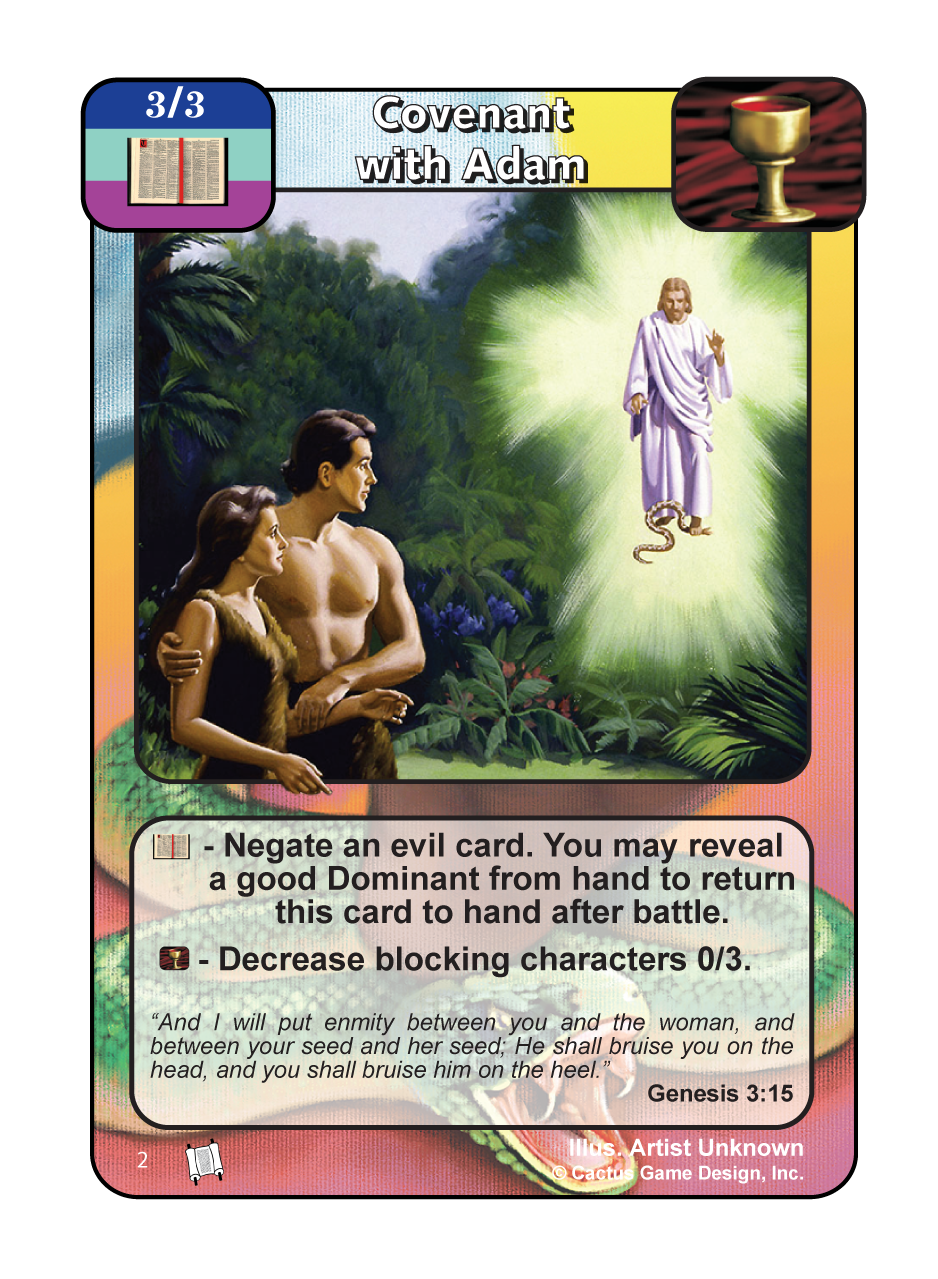 3/3
Covenant
with Adam
- Negate an evil card. You may reveal
a good Dominant from hand to return
this card to hand after battle.
- Decrease blocking characters 0/3.
“And I will put enmity between you and the woman, and
between your seed and her seed; He shall bruise you on the
head, and you shall bruise him on the heel.”
Genesis 3:15
2
Illus. Artist Unknown
© Cactus Game Design, Inc.